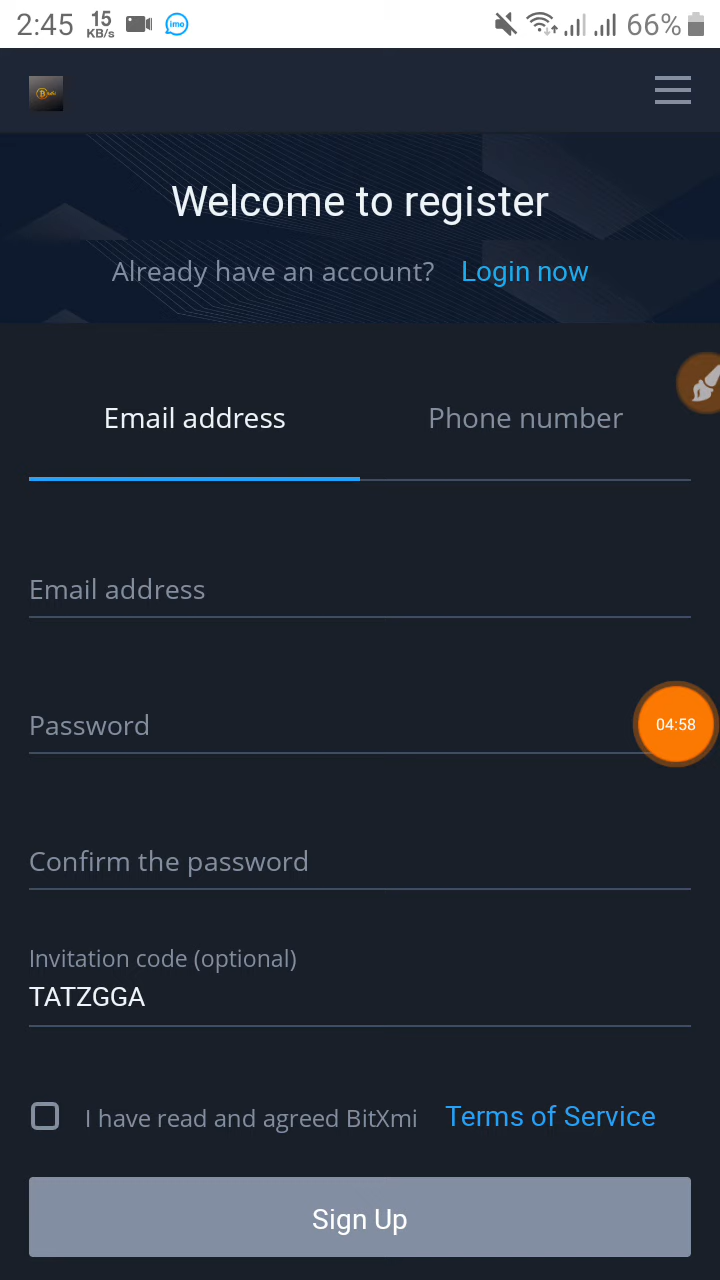 2:45 15 KB/s imo 66%
Welcome to register
Already have an account? Login now
Email address Phone number
Email address
Password
04:58
Confirm the password
Invitation code (optional)
TATZGGA
I have read and agreed BitXmi Terms of Service
Sign Up